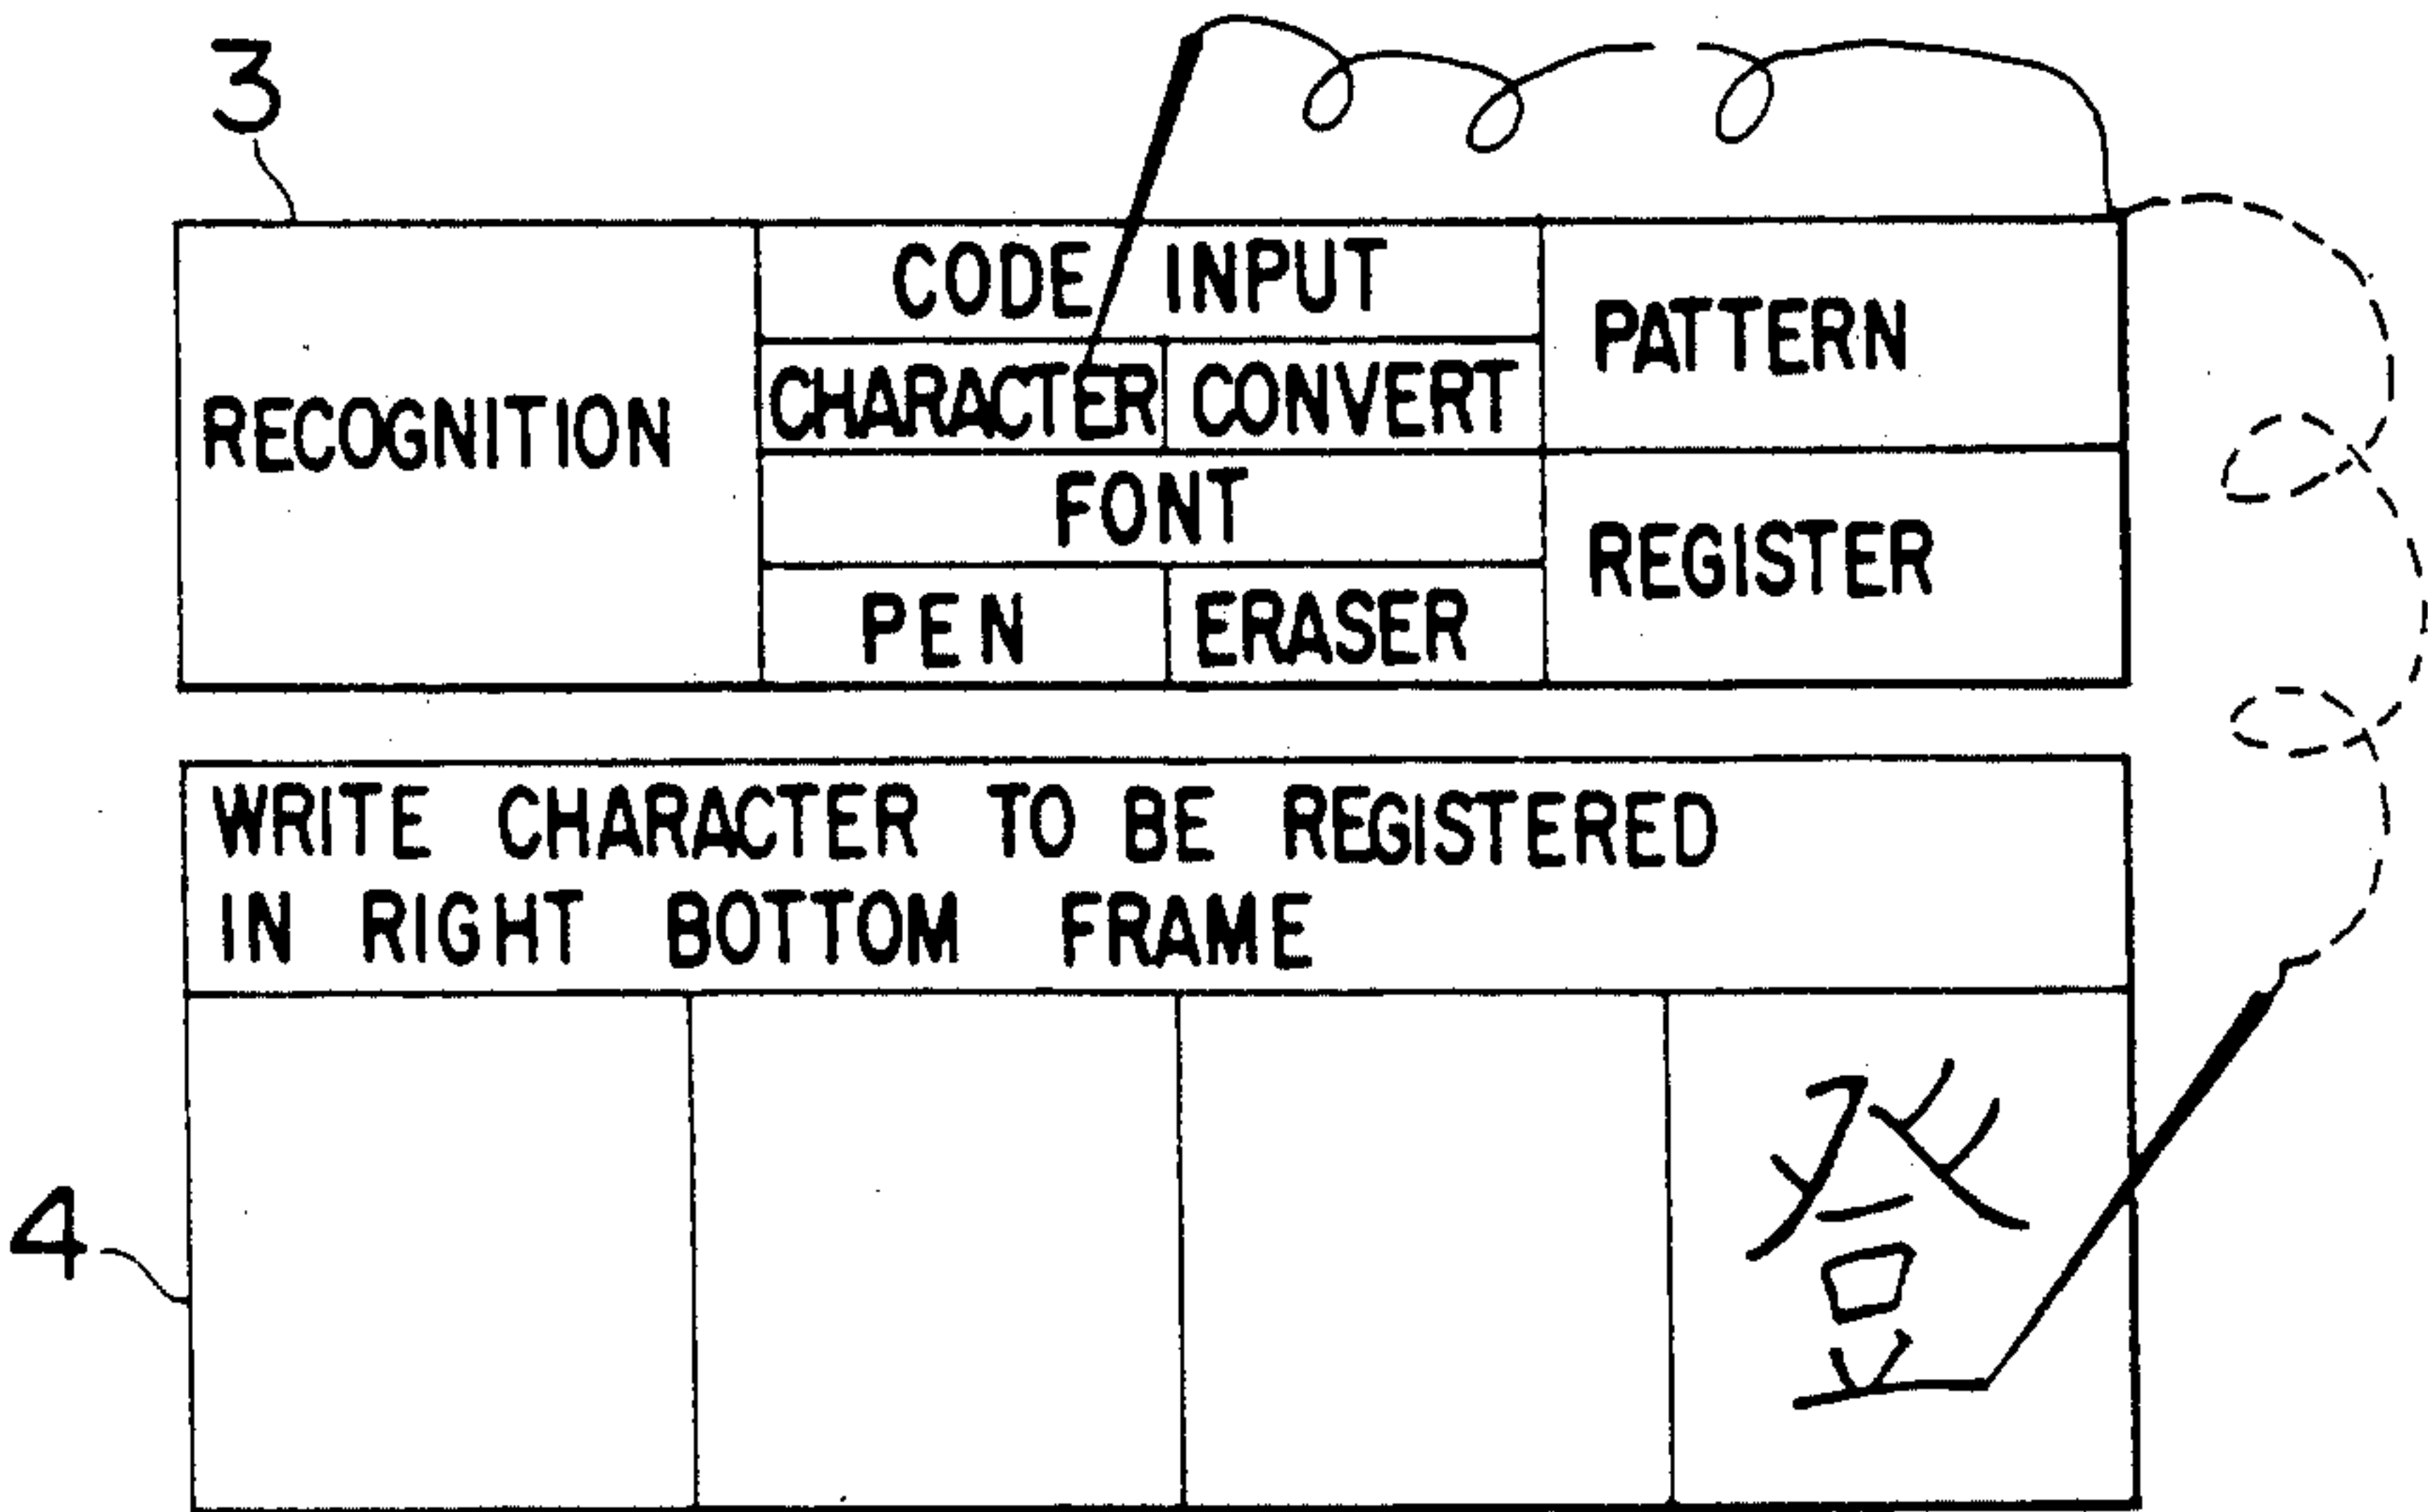 3
RECOGNITION
CODE INPUT
CHARACTER
CONVERT
FONT
PEN
ERASER
PATTERN
REGISTER
WRITE CHARACTER TO BE REGISTERED
IN RIGHT BOTTOM FRAME
4
登